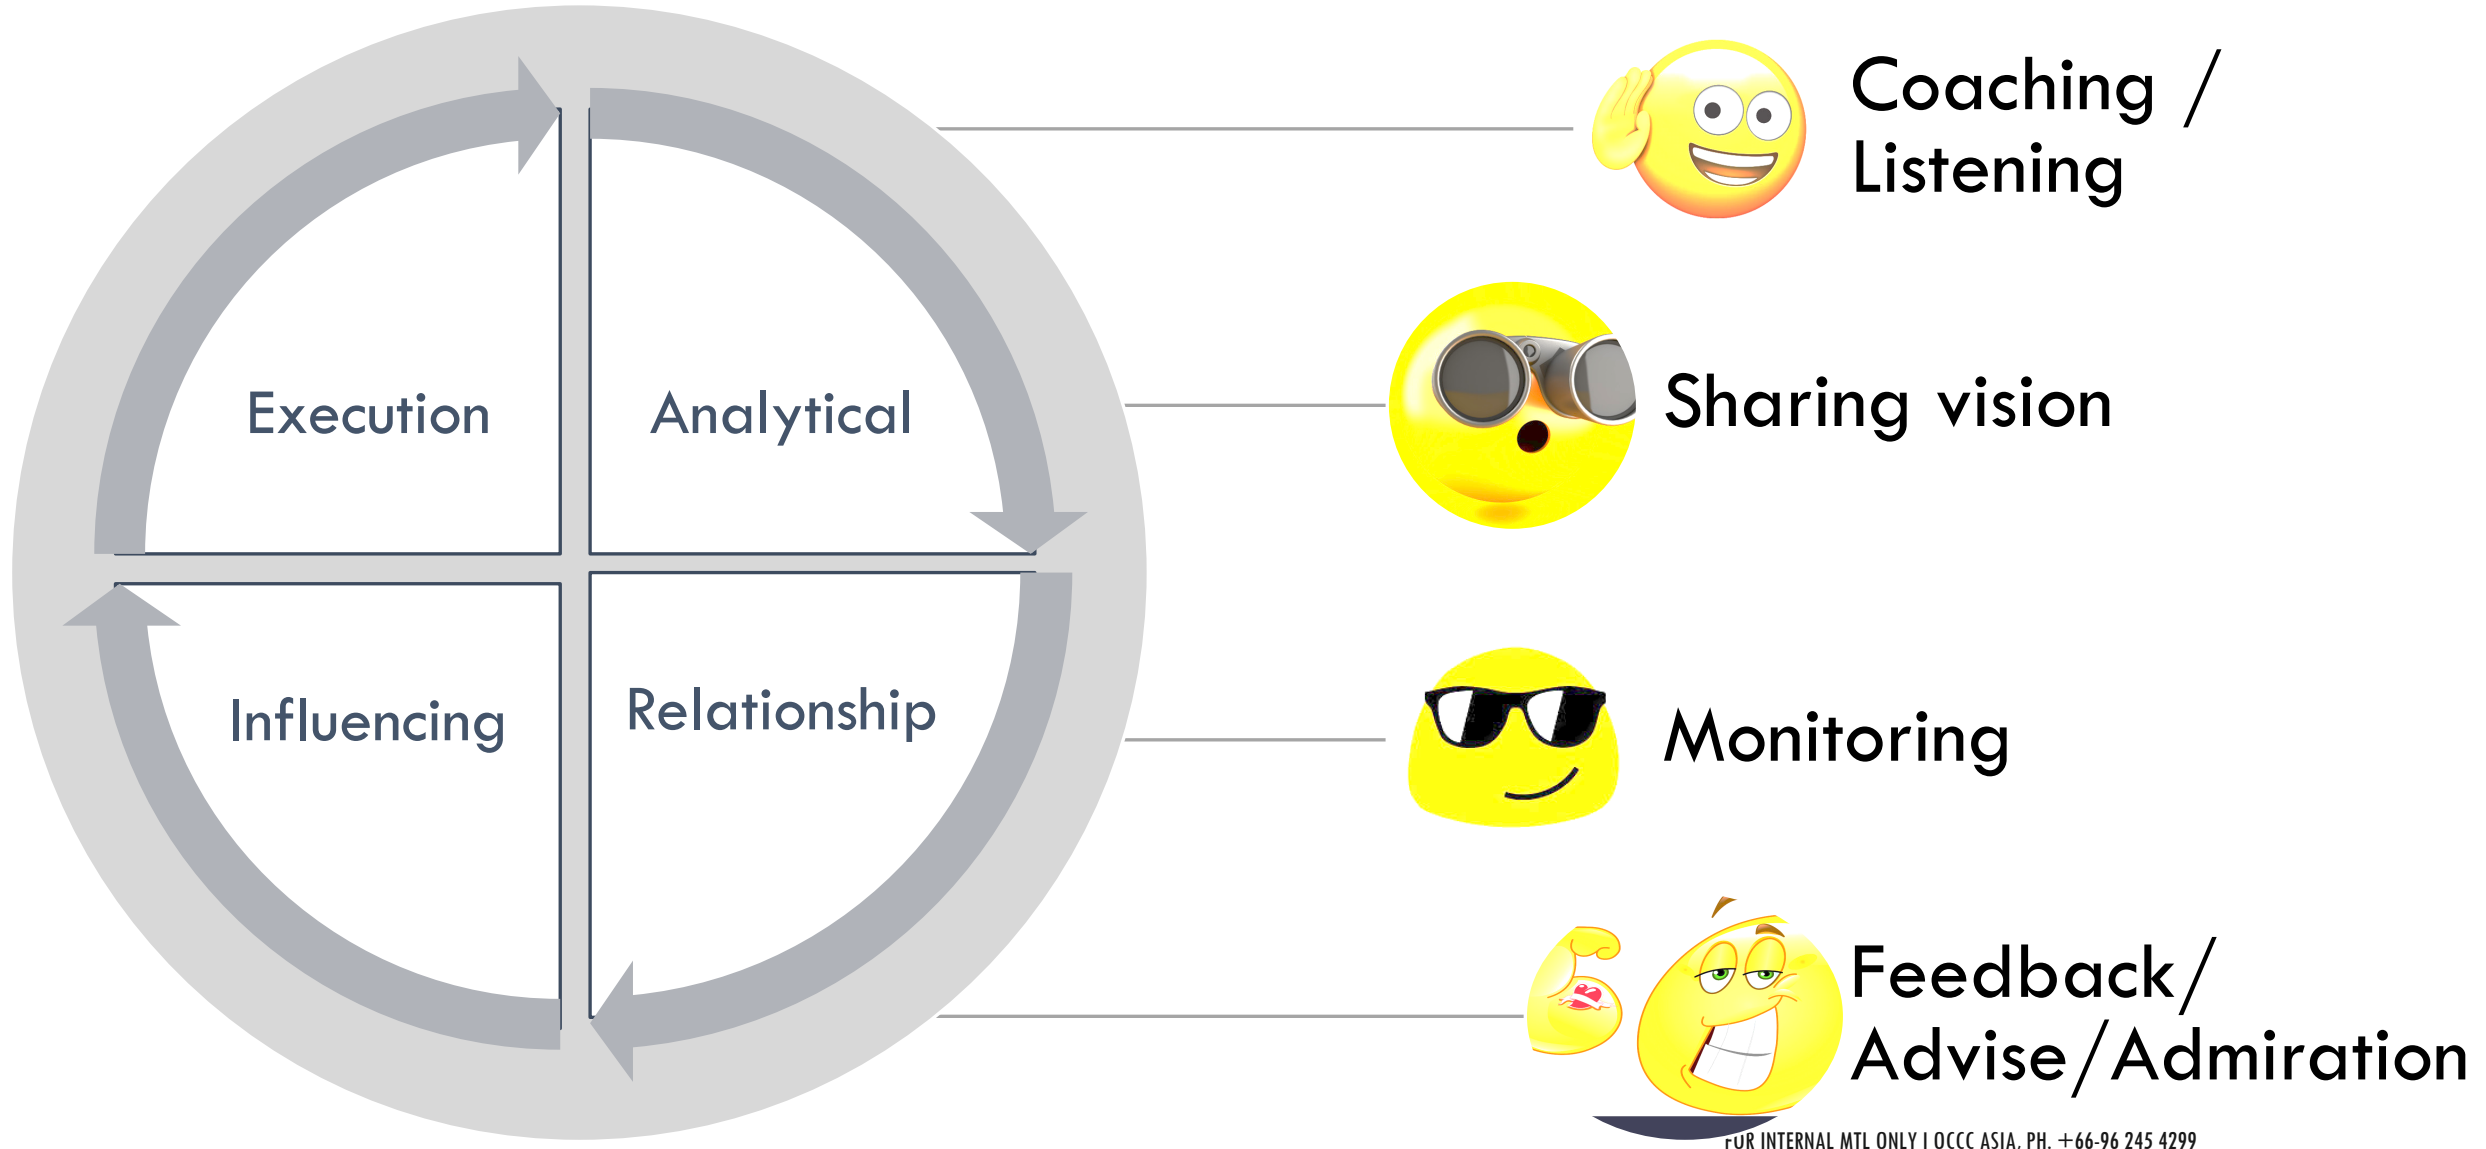 Execution
Analytical
Influencing
Relationship
Coaching /
Listening
Sharing vision
Monitoring
Feedback/
Advise/Admiration
FOR INTERNAL MTL ONLY I OCCC ASIA, PH. +66-96 245 4299